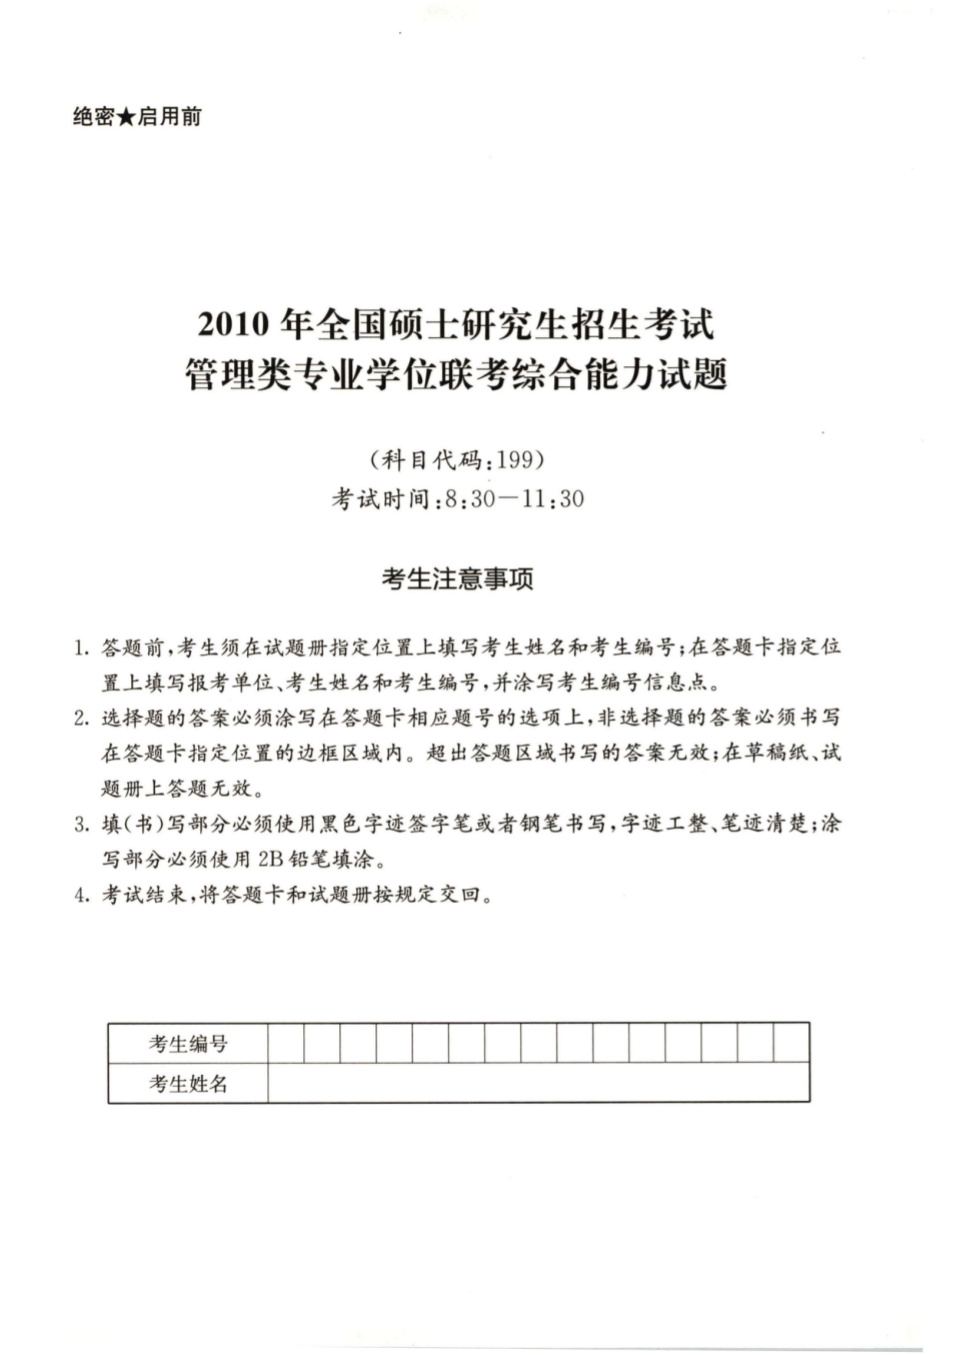 绝密★启用前
2010 年全国硕士研究生招生考试
管理类专业学位联考综合能力试题
(科目代码:199)
考试时间:8:30—11:30
考生注意事项
1. 答题前,考生须在试题册指定位置上填写考生姓名和考生编号;在答题卡指定位
置上填写报考单位、考生姓名和考生编号,并涂写考生编号信息点。
2. 选择题的答案必须涂写在答题卡相应题号的选项上,非选择题的答案必须书写
在答题卡指定位置的边框区域内。超出答题区域书写的答案无效;在草稿纸、试
题册上答题无效。
3. 填(书)写部分必须使用黑色字迹签字笔或者钢笔书写,字迹工整、笔迹清楚;涂
写部分必须使用 2B 铅笔填涂。
4. 考试结束,将答题卡和试题册按规定交回。
考生编号
考生姓名